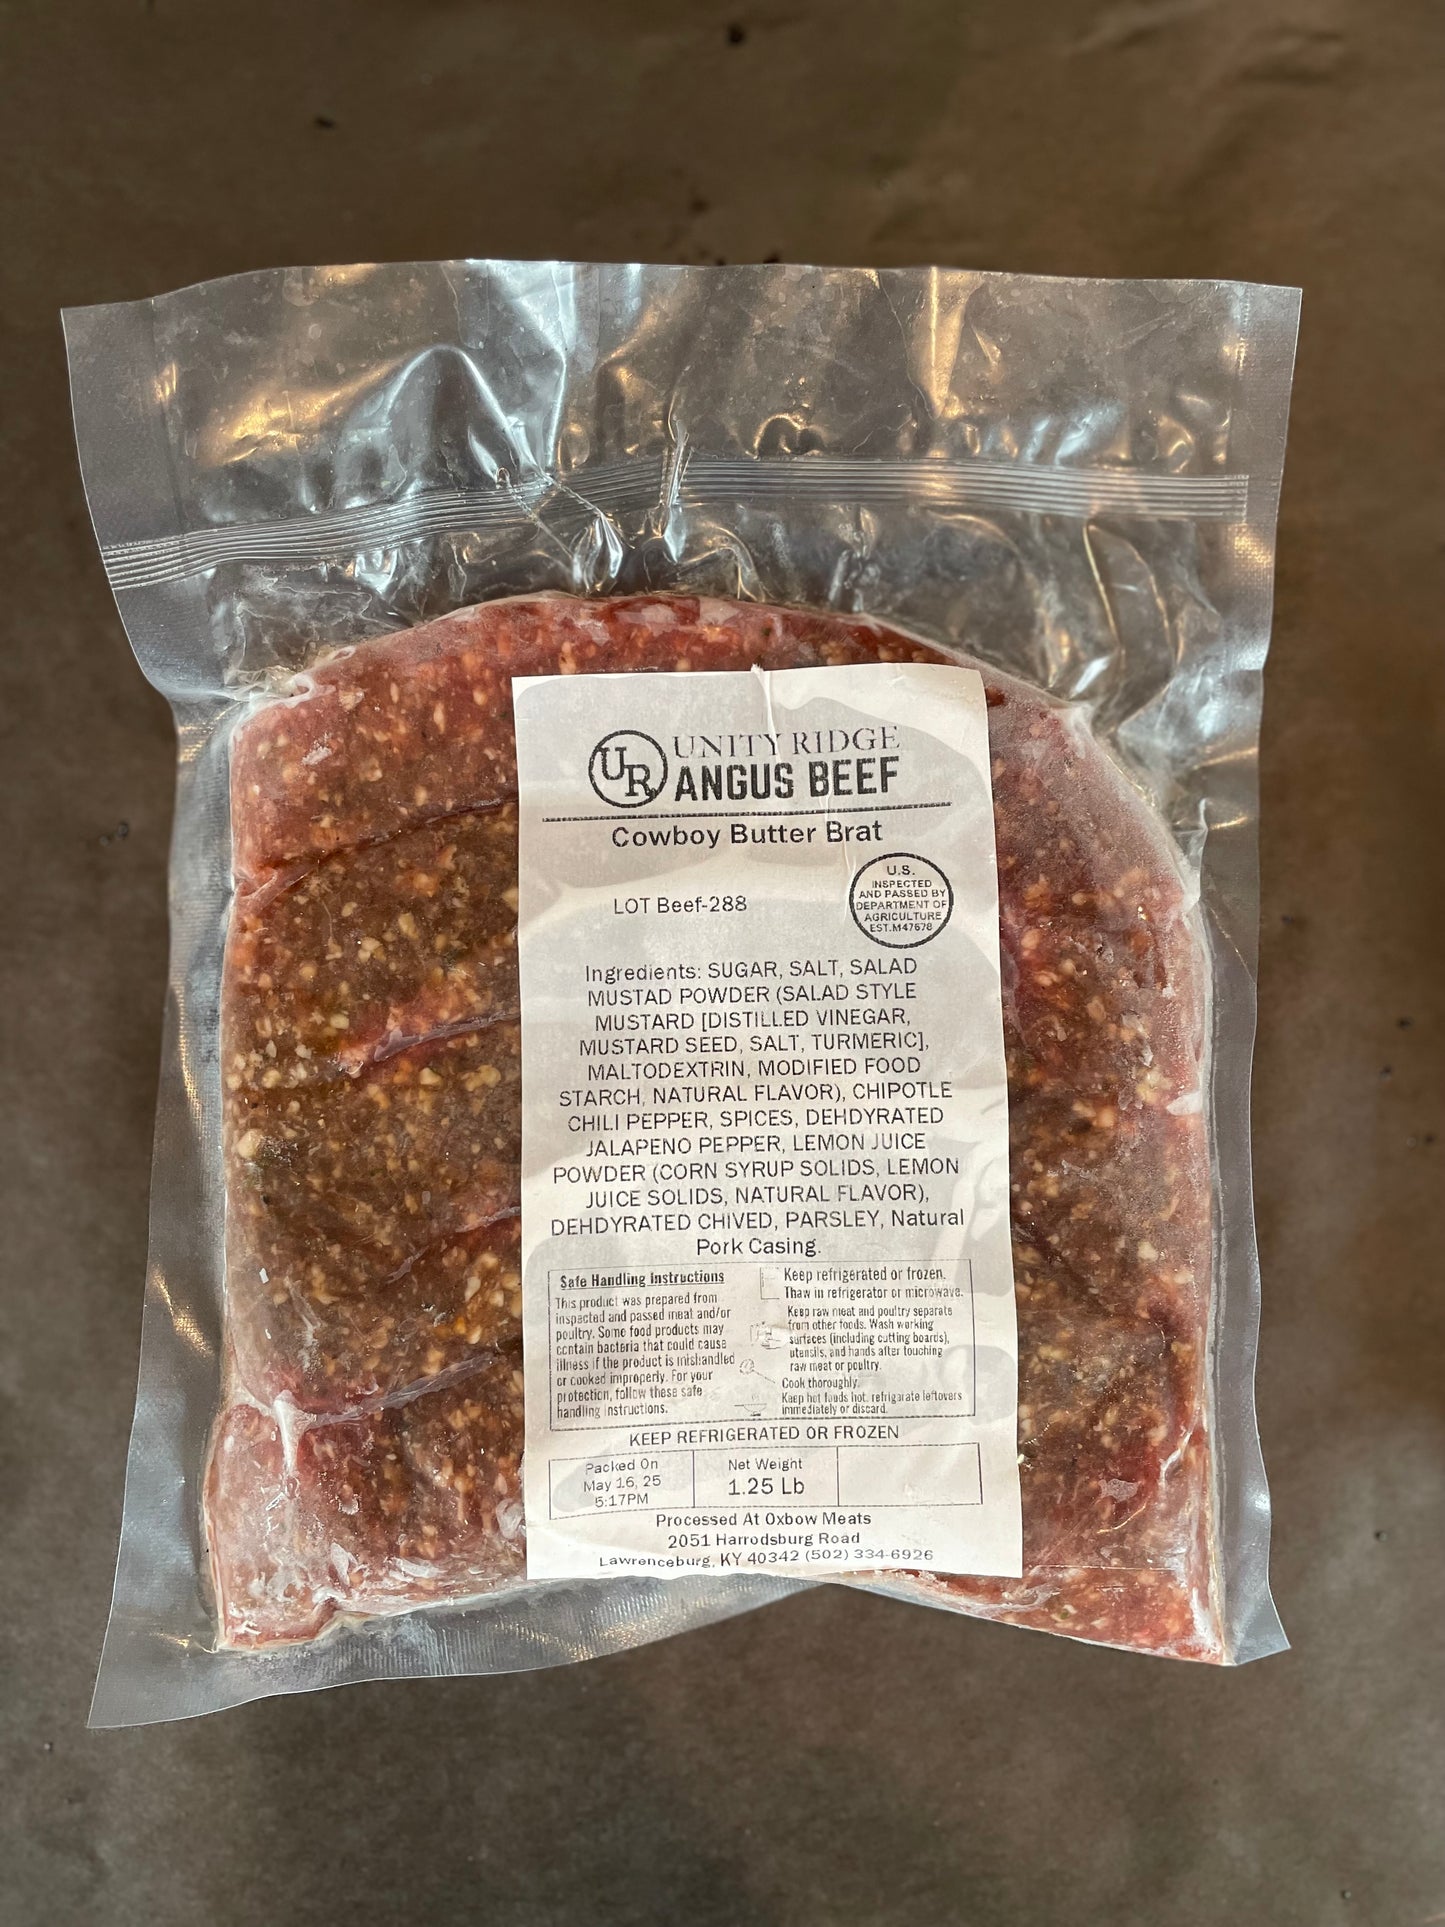 UR
UNITY RIDGE
ANGUS BEEF
Cowboy Butter Brat
LOT Beef-288
U.S.
INSPECTED
AND PASSED BY
DEPARTMENT OF
AGRICULTURE
EST.M47678
Ingredients: SUGAR, SALT, SALAD
MUSTAD POWDER (SALAD STYLE
MUSTARD [DISTILLED VINEGAR,
MUSTARD SEED, SALT, TURMERIC],
MALTODEXTRIN, MODIFIED FOOD
STARCH, NATURAL FLAVOR), CHIPOTLE
CHILI PEPPER, SPICES, DEHDYRATED
JALAPENO PEPPER, LEMON JUICE
POWDER (CORN SYRUP SOLIDS, LEMON
JUICE SOLIDS, NATURAL FLAVOR),
DEHDYRATED CHIVED, PARSLEY, Natural
Pork Casing.
Safe Handling Instructions
This product was prepared from
inspected and passed meat and/or
poultry. Some food products may
contain bacteria that could cause
illness if the product is mishandled
or cooked improperly. For your
protection, follow these safe
handling instructions.
Keep refrigerated or frozen.
Thaw in refrigerator or microwave.
Keep raw meat and poultry separate
from other foods. Wash working
surfaces (including cutting boards),
utensils, and hands after touching
raw meat or poultry.
Cook thoroughly.
Keep hot foods hot. refrigerate leftovers
immediately or discard.
KEEP REFRIGERATED OR FROZEN
Packed On
May 16, 25
5:17PM
Net Weight
1.25 Lb
Processed At Oxbow Meats
2051 Harrodsburg Road
Lawrenceburg, KY 40342 (502) 334-6926